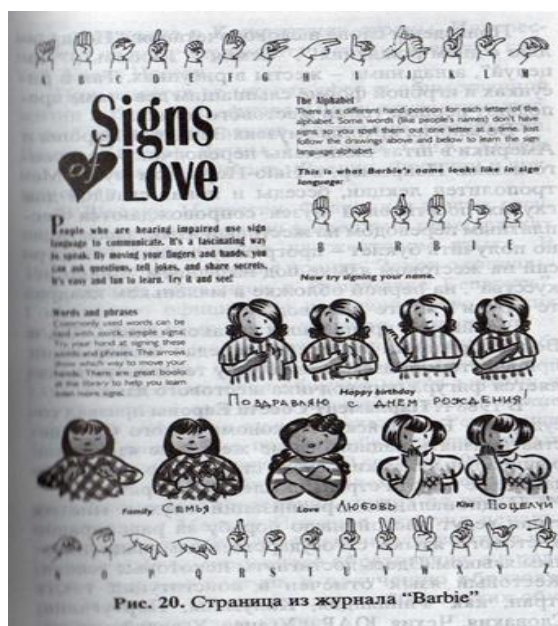 A B C D E F G H I J K L M
Signs
of
Love
The Alphabet
There is a different hand position for each letter of the
alphabet. Some words (like people's names) don't have
signs, so you spell them out one letter at a time. Just
follow the drawings above and below to learn the sign
language alphabet.
This is what Barbie's name looks like in sign
language:
B A R B I E
Now try signing your name.
People who are hearing impaired use sign
language to communicate. It's a fascinating way
to speak. By moving your fingers and hands, you
can ask questions, tell jokes, and share secrets.
It's easy and fun to learn. Try it and see!
Words and phrases
Commonly used words can be
said with quick, simple signs.
Try your hand at signing these
words and phrases. The arrows
show which way to move your
hands. There are great books
at the library to help you learn
even more signs.
Happy birthday
Поздравляю с днем рождения!
Family Семья
Love Любовь
Kiss Поцелуй
N O P Q R S T U V W X Y Z
Рис. 20. Страница из журнала "Barbie"